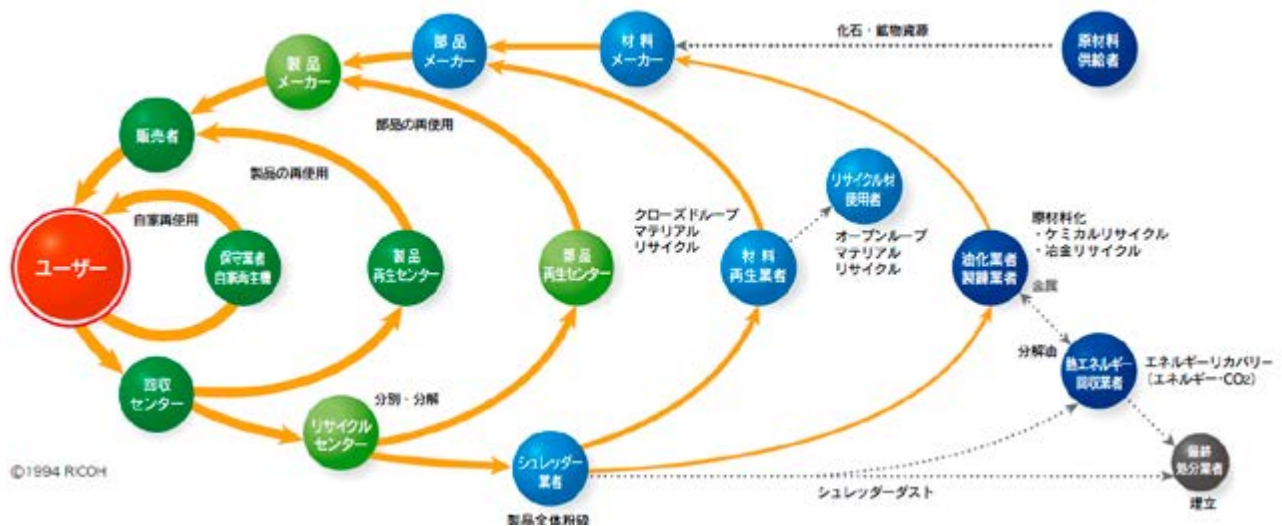 化石・鉱物資源
原材料
供給者
材料
メーカー
部品
メーカー
製品
メーカー
販売者
部品の再使用
製品の再使用
自家再使用
ユーザー
保守業者
自家再生機
製品
再生センター
部品
再生センター
クローズドループ
マテリアル
リサイクル
材料
再生業者
リサイクル材
使用者
オープンループ
マテリアル
リサイクル
油化業者
製錬業者
原材料化
・ケミカルリサイクル
・冶金リサイクル
金属
分解油
熱エネルギー
回収業者
エネルギーリカバリー
(エネルギー・CO2)
回収
センター
分別・分解
リサイクル
センター
シュレッダー
業者
製品全体粉砕
シュレッダーダスト
最終
処分業者
埋立
©1994 RICOH